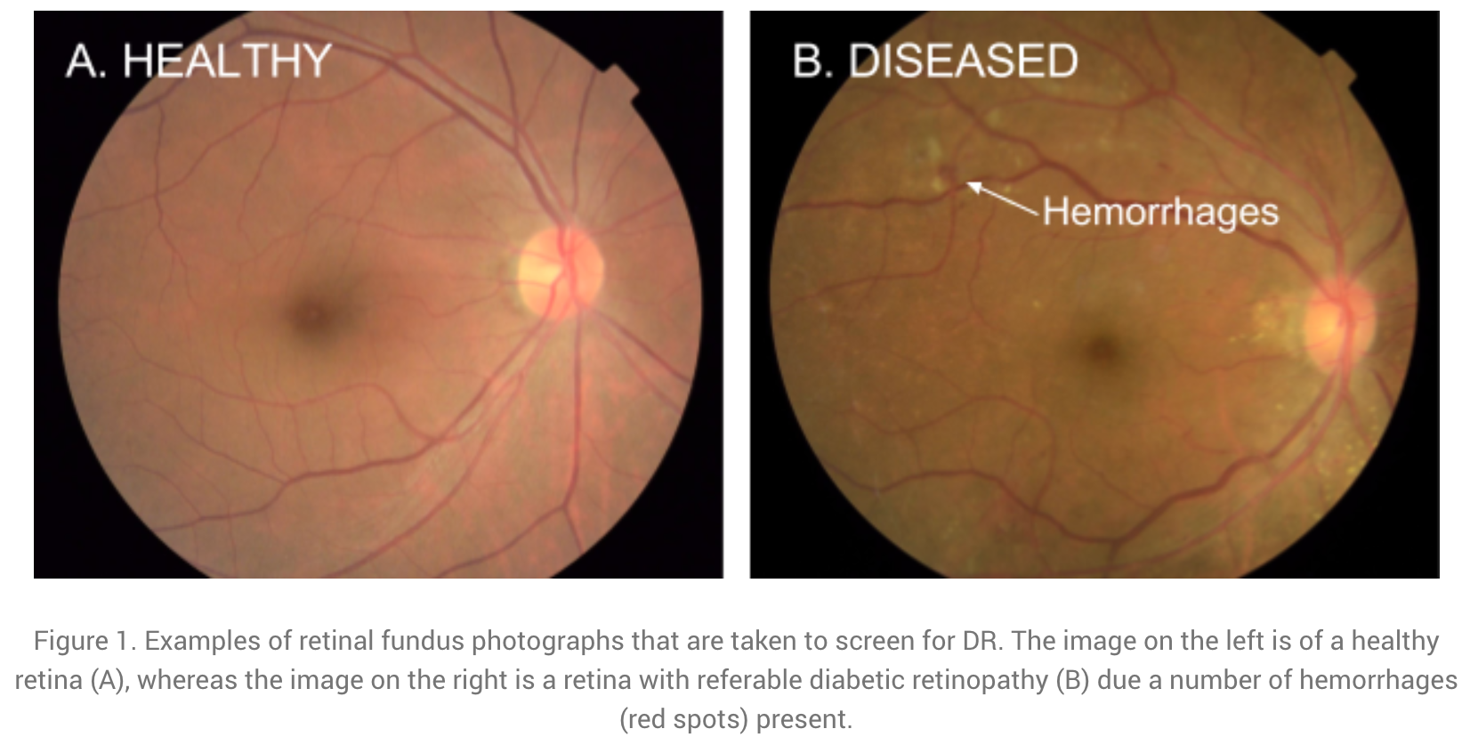 A. HEALTHY
B. DISEASED
Hemorrhages
Figure 1. Examples of retinal fundus photographs that are taken to screen for DR. The image on the left is of a healthy
retina (A), whereas the image on the right is a retina with referable diabetic retinopathy (B) due a number of hemorrhages
(red spots) present.